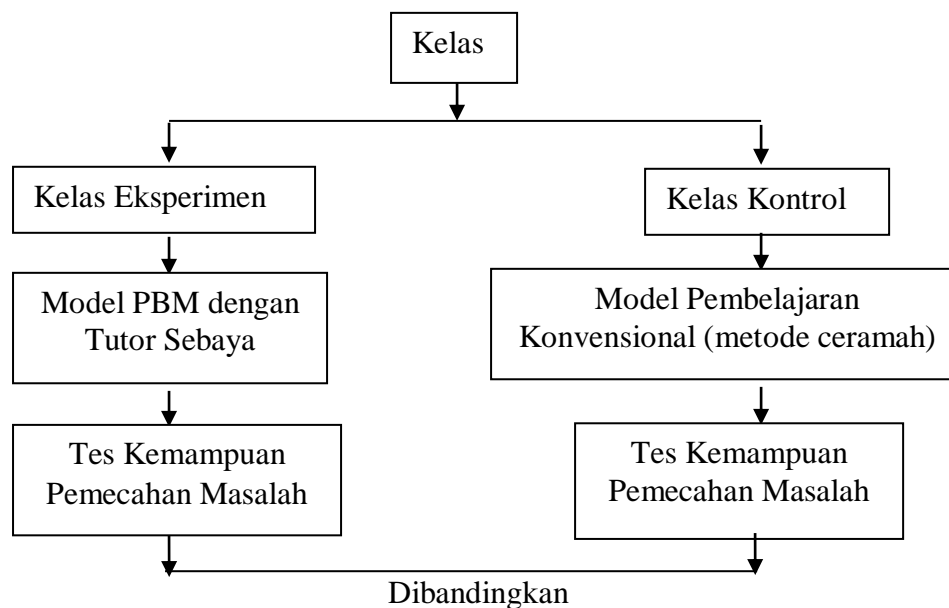 Kelas
Kelas Eksperimen
Kelas Kontrol
Model PBM dengan
Tutor Sebaya
Model Pembelajaran
Konvensional (metode ceramah)
Tes Kemampuan
Pemecahan Masalah
Tes Kemampuan
Pemecahan Masalah
Dibandingkan